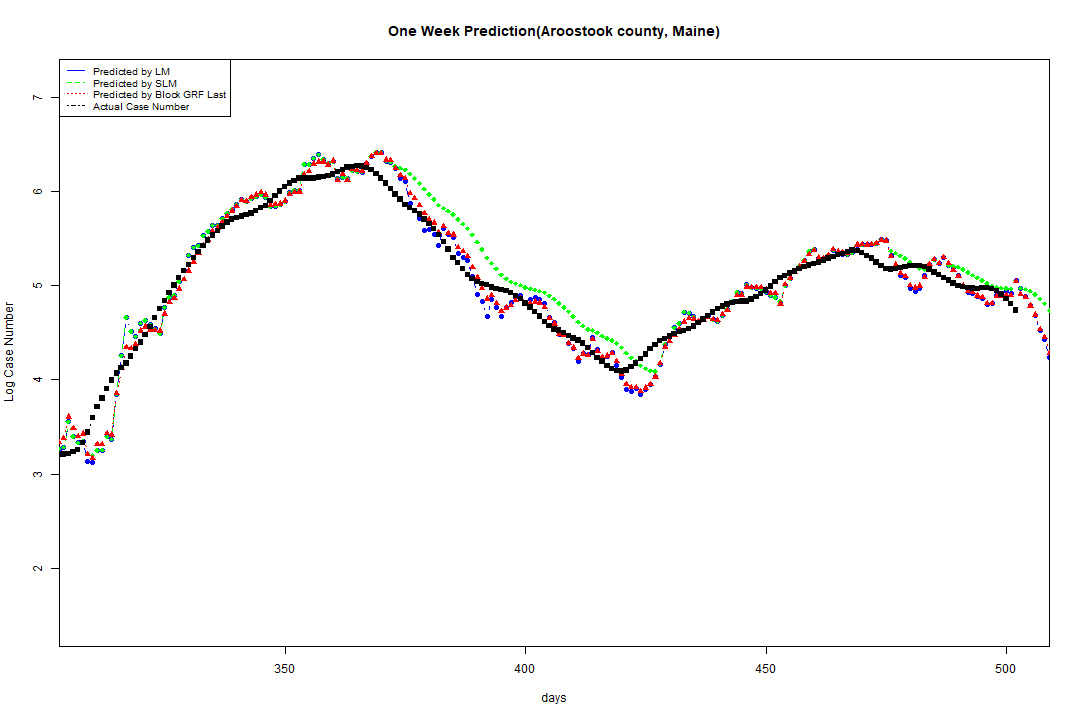 One Week Prediction(Aroostook county, Maine)
Predicted by LM
Predicted by SLM
Predicted by Block GRF Last
Actual Case Number
7
6
5
4
3
2
Log Case Number
350
400
450
500
days